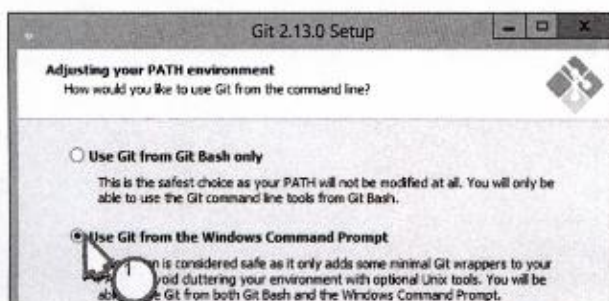 Git 2.13.0 Setup
Adjusting your PATH environment
How would you like to use Git from the command line?
Use Git from Git Bash only
This is the safest choice as your PATH will not be modified at all. You will only be
able to use the Git command line tools from Git Bash.
Use Git from the Windows Command Prompt
is considered safe as it only adds some minimal Git wrappers to your
cluttering your environment with optional Unix tools. You will be
Git from both Git Bash and the Windows Command Prompt.
1